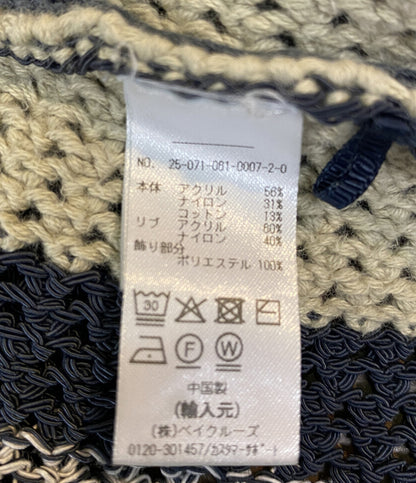 NO. 25-071-061-0007-2-0
本体 アクリル 56%
ナイロン 31%
コットン 13%
リブ アクリル 60%
ナイロン 40%
飾り部分
ポリエステル 100%
30
F W
中国製
(輸入元)
(株)ベイクルーズ
0120-301457/カスタマーサポート